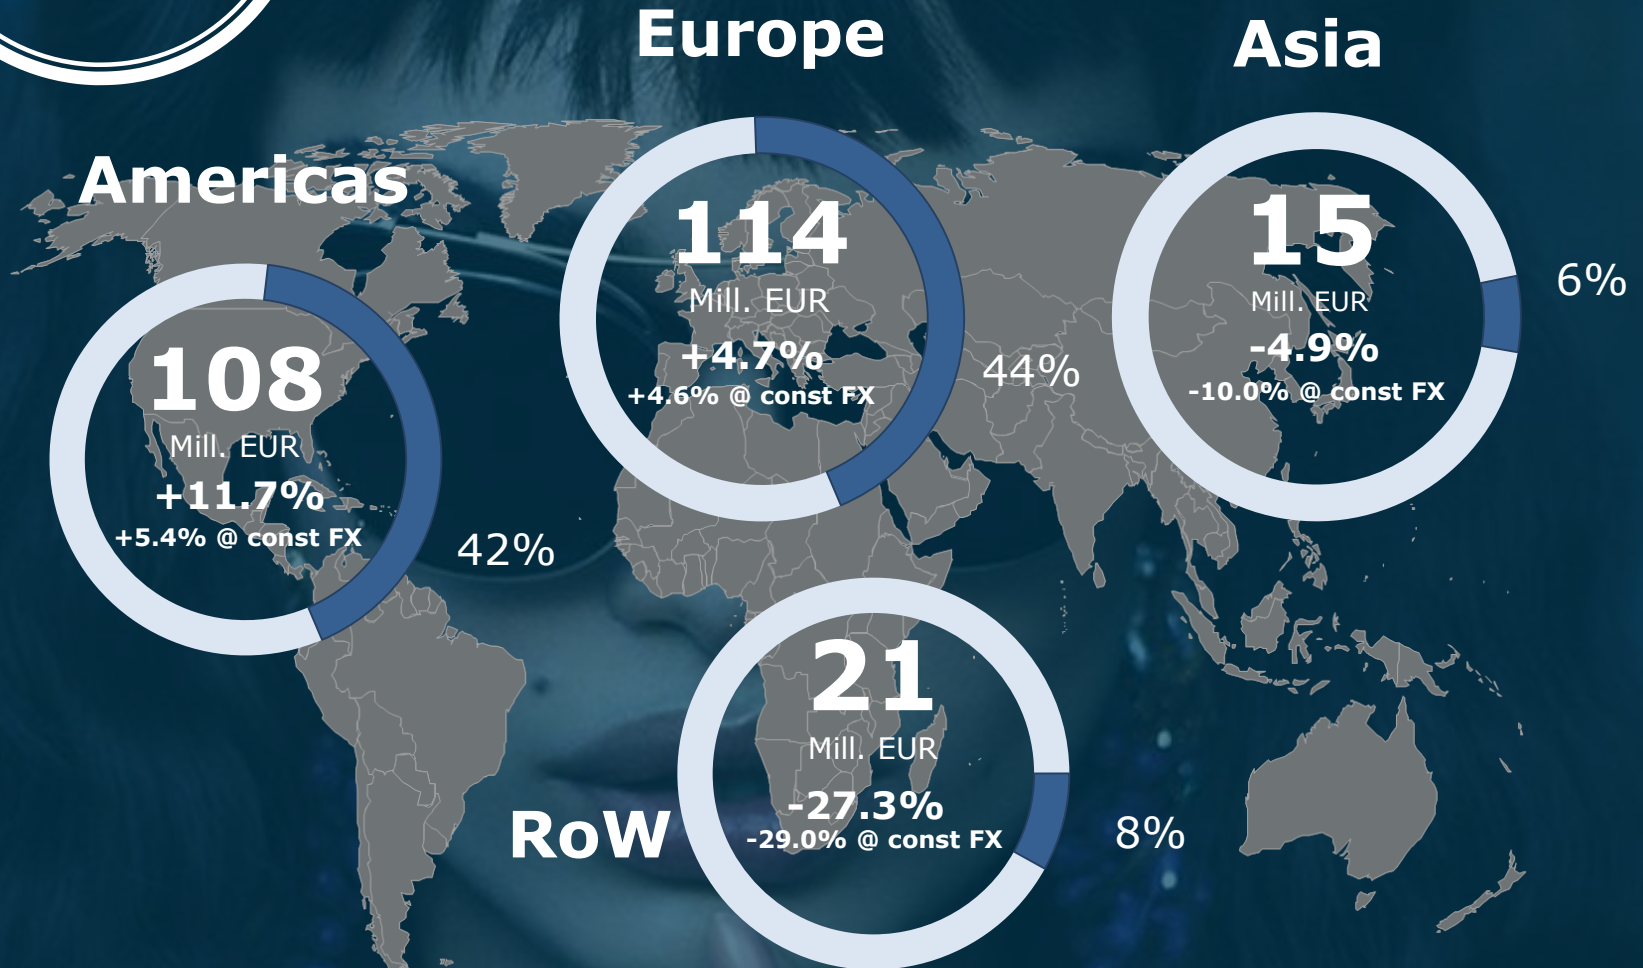 Europe
114
Mill. EUR
+4.7%
+4.6% @ const FX
44%
Asia
15
Mill. EUR
-4.9%
-10.0% @ const FX
6%
Americas
108
Mill. EUR
+11.7%
+5.4% @ const FX
42%
RoW
21
Mill. EUR
-27.3%
-29.0% @ const FX
8%